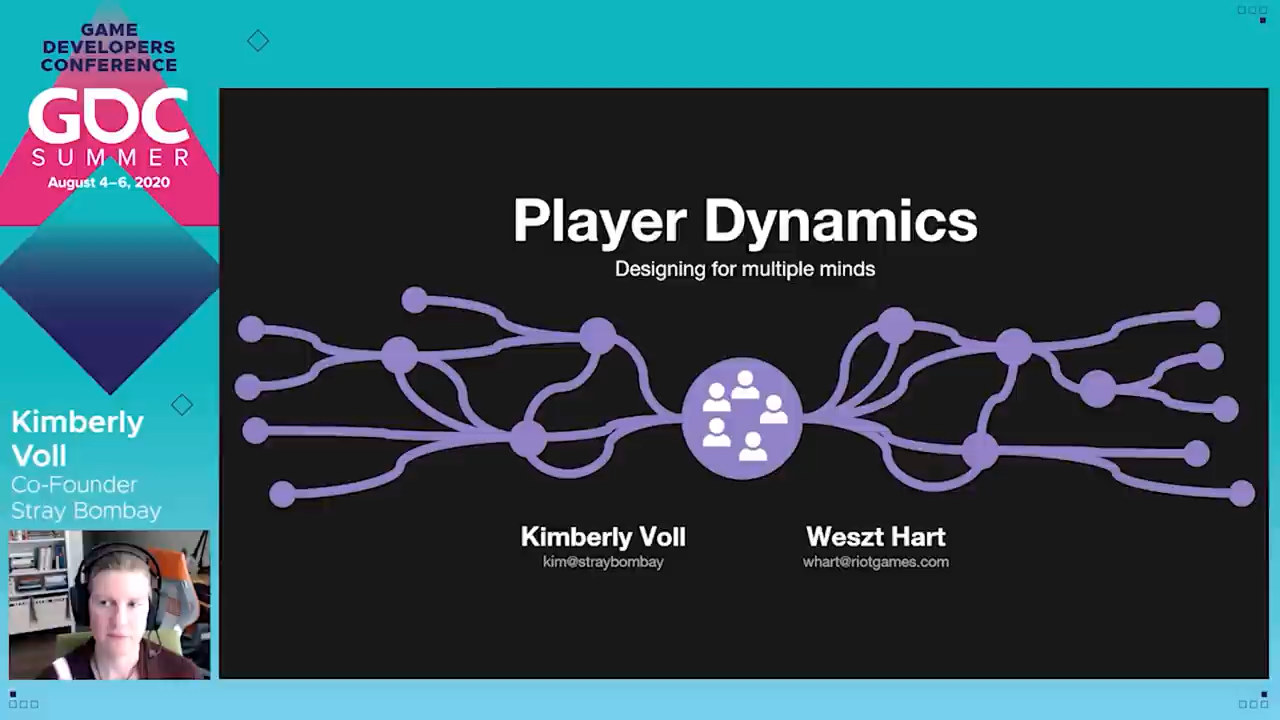 GAME
DEVELOPERS
CONFERENCE
GDC
SUMMER
August 4–6, 2020
Kimberly
Voll
Co-Founder
Stray Bombay
Player Dynamics
Designing for multiple minds
Kimberly Voll
kim@straybombay
Weszt Hart
whart@riotgames.com